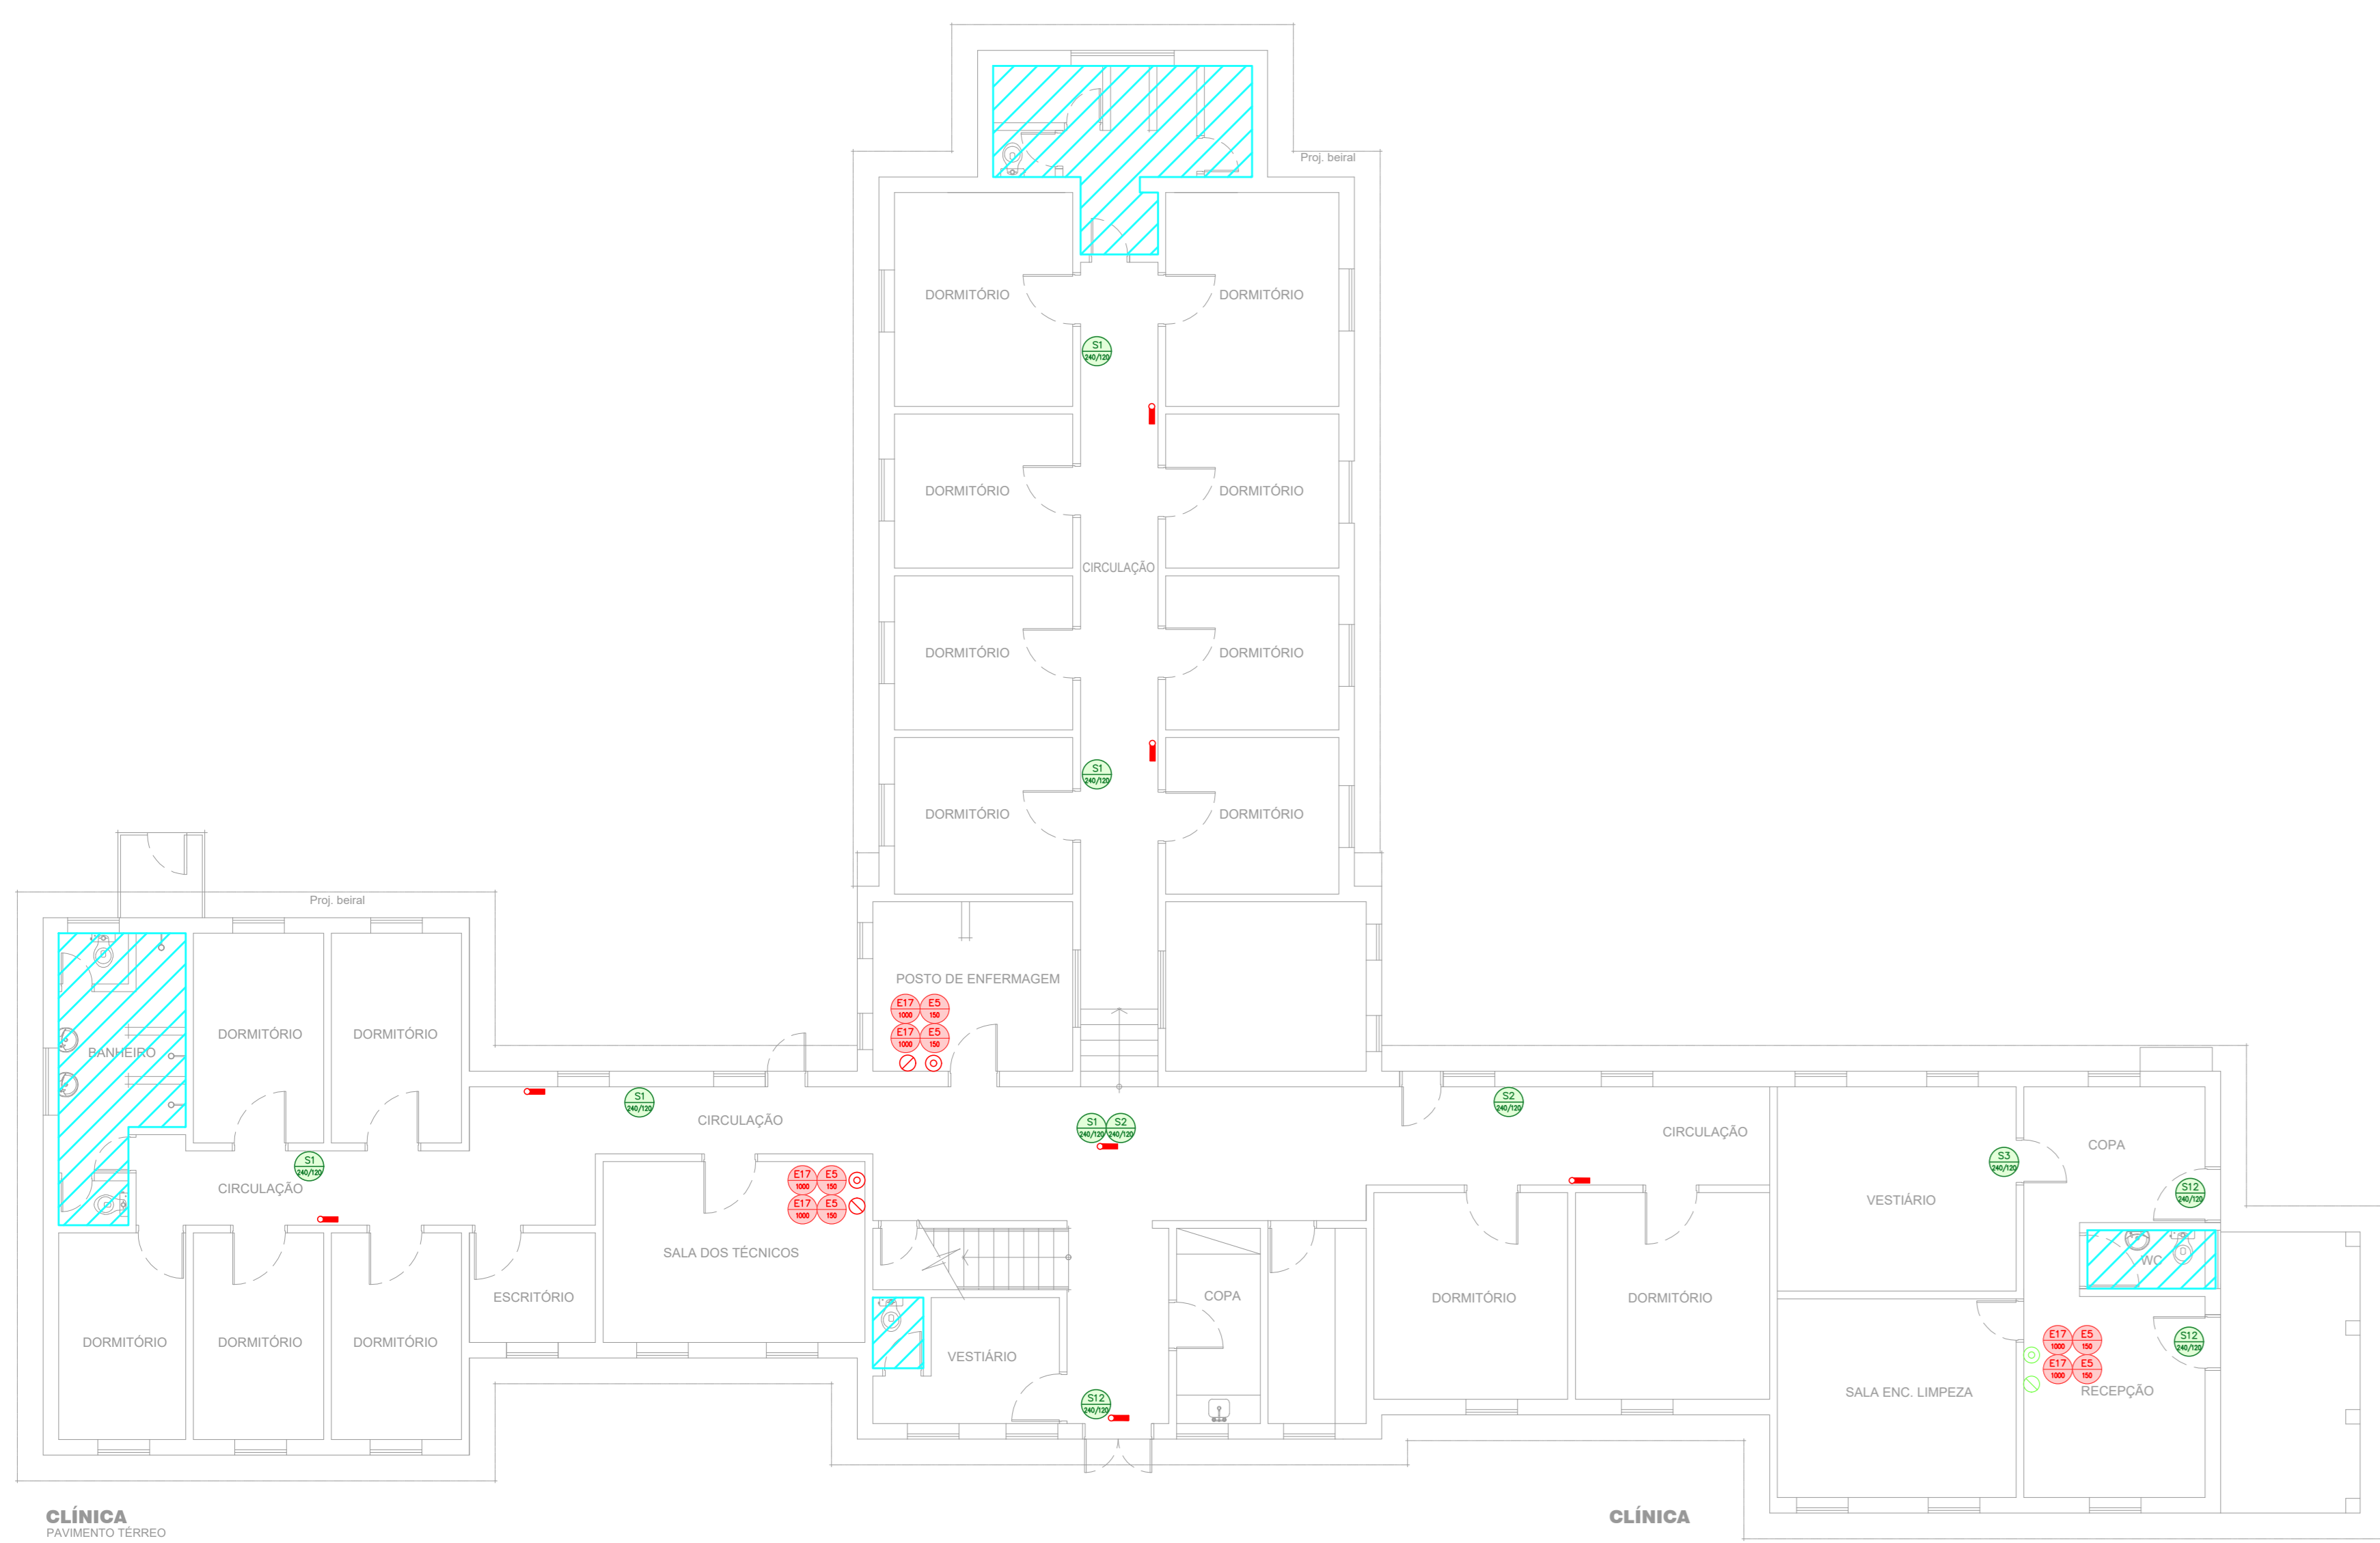 Proj. beiral
DORMITÓRIO
DORMITÓRIO
S1
240/120
DORMITÓRIO
DORMITÓRIO
CIRCULAÇÃO
DORMITÓRIO
DORMITÓRIO
S1
240/120
DORMITÓRIO
DORMITÓRIO
Proj. beiral
POSTO DE ENFERMAGEM
E17 E5
1000 150
E17 E5
1000 150
BANHEIRO
DORMITÓRIO
DORMITÓRIO
S1
240/120
CIRCULAÇÃO
S1 S2
240/120 240/120
S2
240/120
CIRCULAÇÃO
COPA
S1
240/120
CIRCULAÇÃO
E17 E5
1000 150
E17 E5
1000 150
S3
240/120
S12
240/120
VESTIÁRIO
SALA DOS TÉCNICOS
WC
ESCRITÓRIO
COPA
DORMITÓRIO
DORMITÓRIO
DORMITÓRIO
DORMITÓRIO
DORMITÓRIO
VESTIÁRIO
E17 E5
1000 150
E17 E5
1000 150
S12
240/120
SALA ENC. LIMPEZA
RECEPÇÃO
S12
240/120
CLÍNICA
PAVIMENTO TÉRREO
CLÍNICA